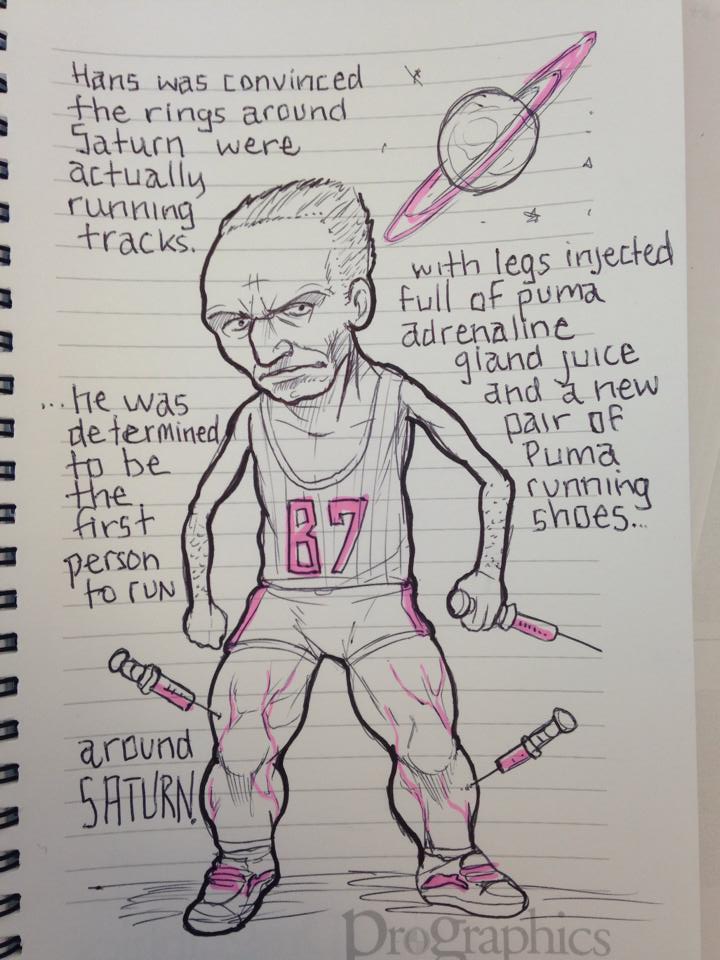 Hans was convinced
the rings around
Saturn were
actually
running
tracks.
with legs injected
full of puma
adrenaline
gland juice
and a new
pair of
Puma
running
shoes...
...he was
determined
to be
the
first
person
to run
around
SATURN!
87
Prographics